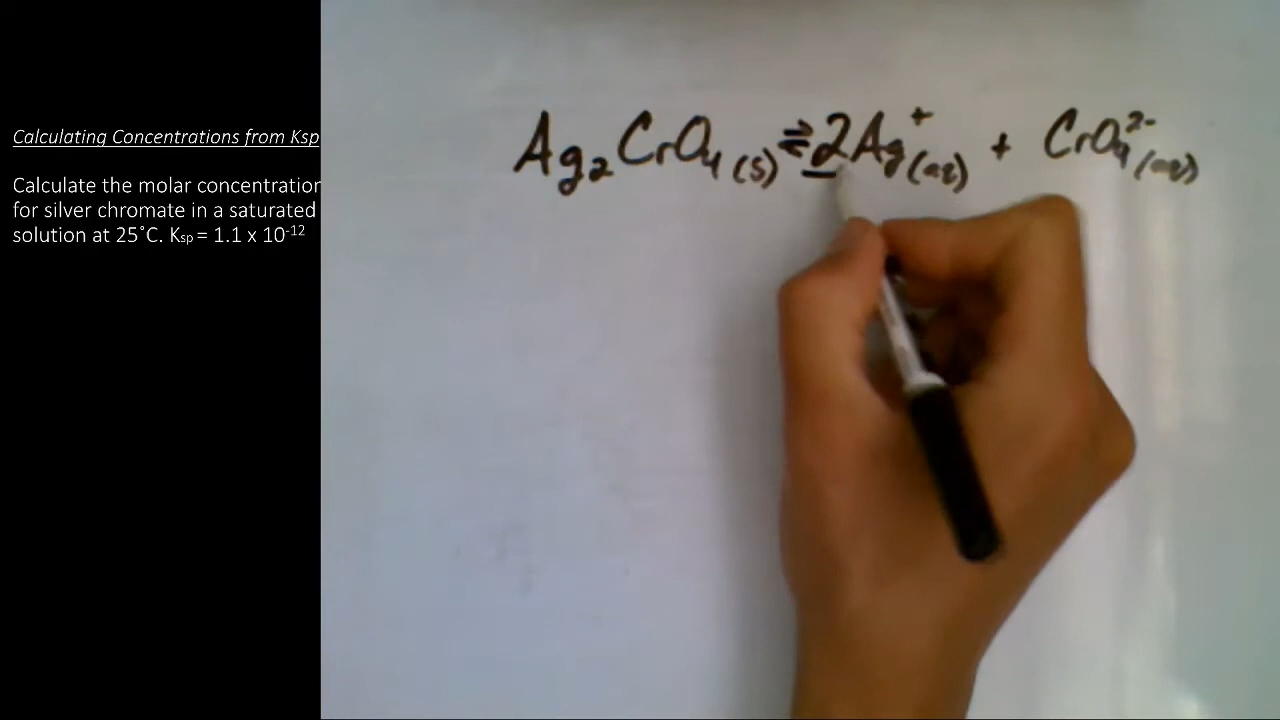 Calculating Concentrations from Ksp
Calculate the molar concentration
for silver chromate in a saturated
solution at 25˚C. Ksp = 1.1 x 10-12
Ag2CrO4(s) ⇌ 2Ag+(aq) + CrO42-(aq)